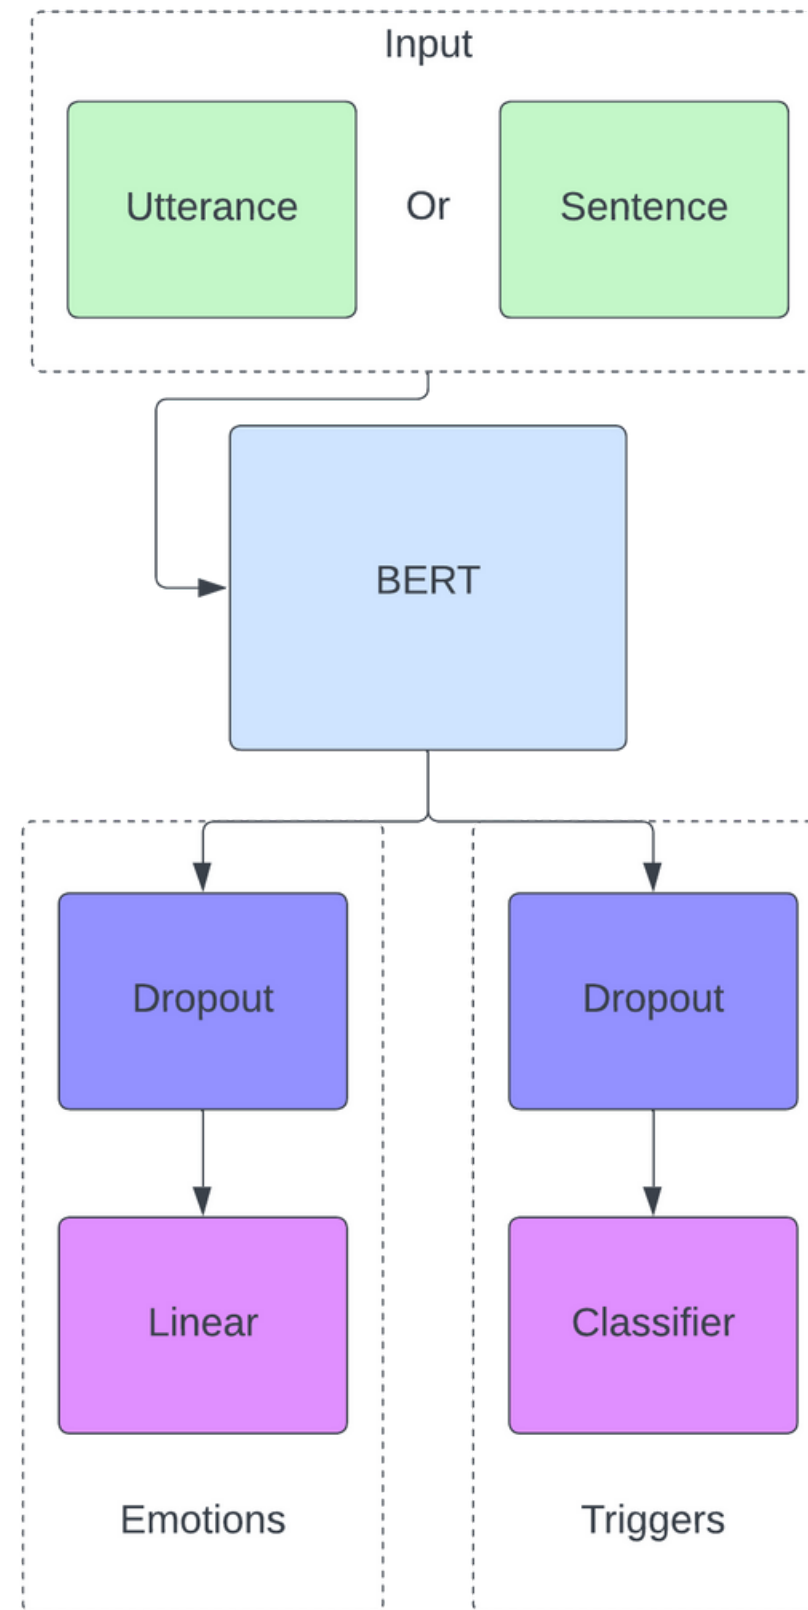 Input
Utterance Or Sentence
BERT
Dropout Dropout
Linear Classifier
Emotions Triggers